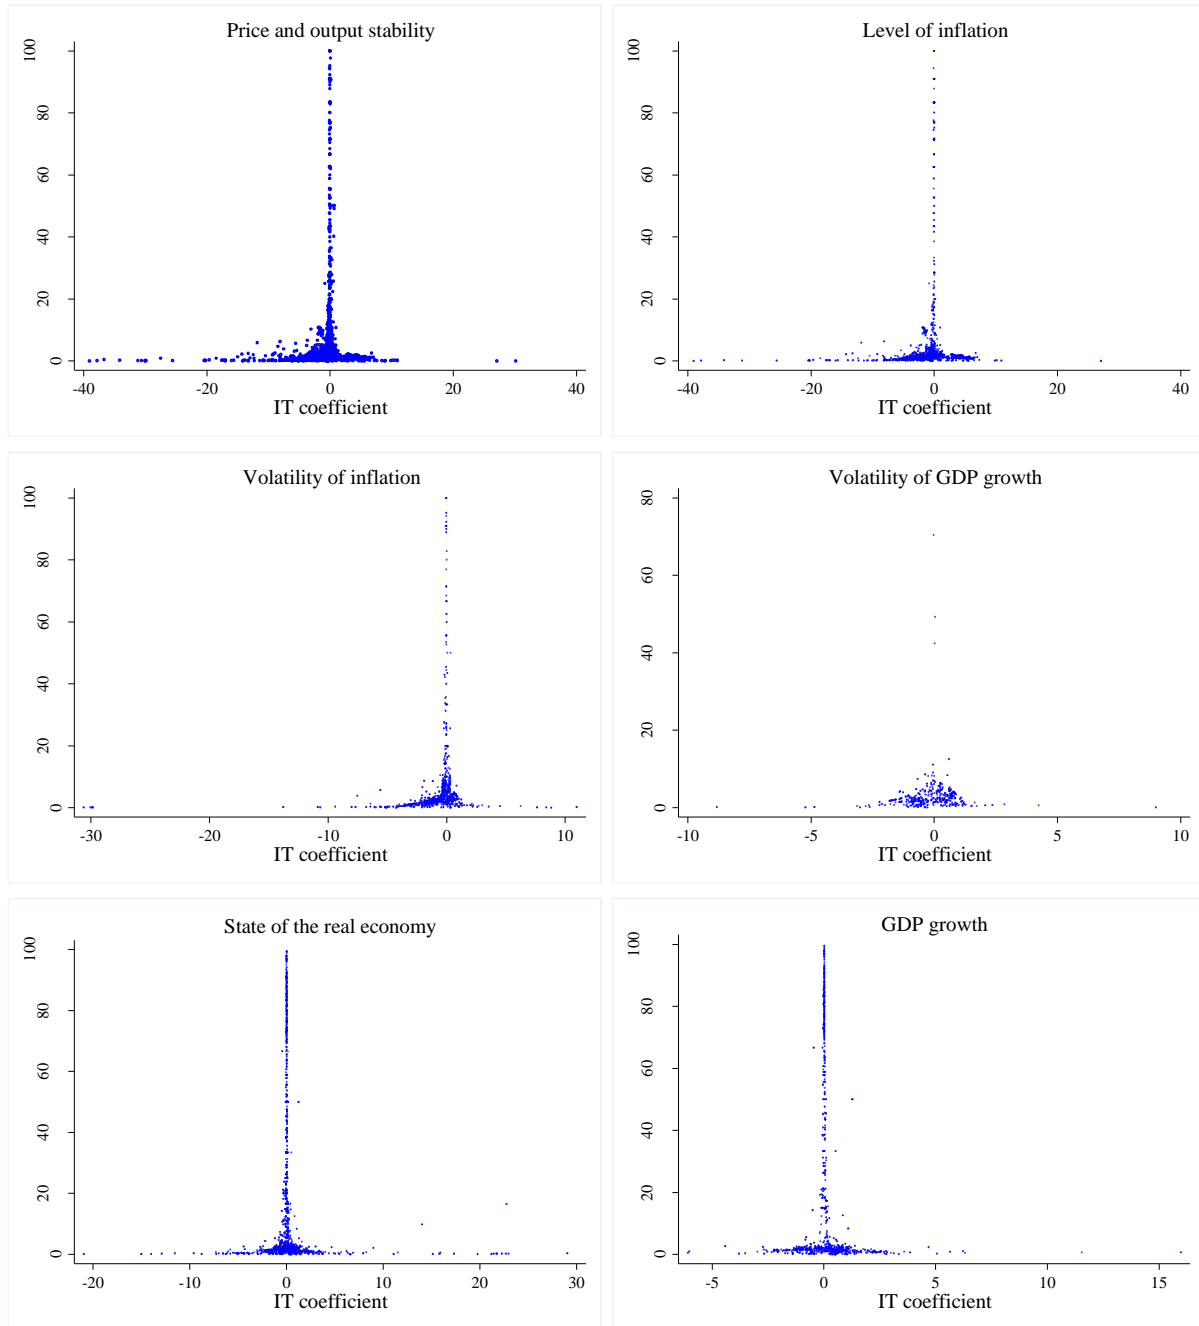 Price and output stability
100
80
60
40
20
0
-40 -20 0 20 40
IT coefficient
Level of inflation
100
80
60
40
20
0
-40 -20 0 20 40
IT coefficient
Volatility of inflation
100
80
60
40
20
0
-30 -20 -10 0 10
IT coefficient
Volatility of GDP growth
80
60
40
20
0
-10 -5 0 5 10
IT coefficient
State of the real economy
100
80
60
40
20
0
-20 -10 0 10 20 30
IT coefficient
GDP growth
100
80
60
40
20
0
-5 0 5 10 15
IT coefficient